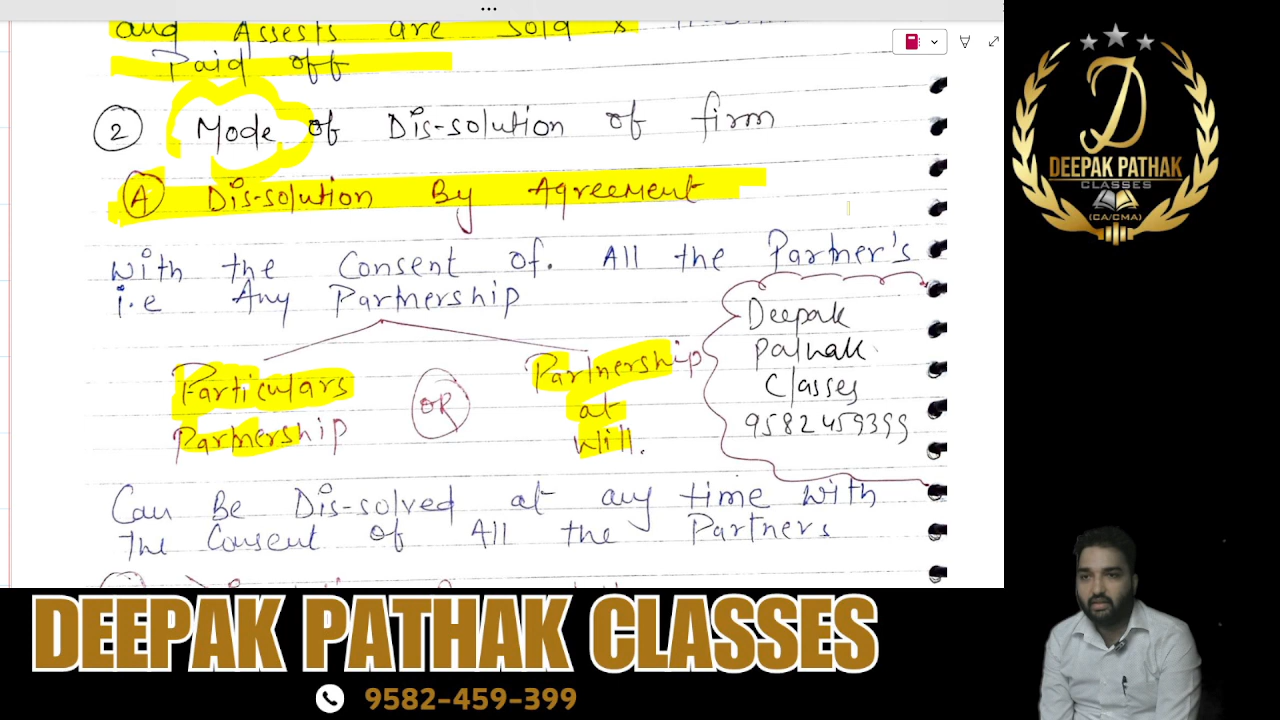 and Assests are Sold &
Paid off
2 Mode of Dis-solution of firm
A Dis-solution By Agreement
With the Consent of. All the Partner's
i.e Any Partnership
Particulars
Partnership
OR
Partnership
at
Will.
Deepak
Pathak
Classes
9582459399
Can Be Dis-solved at any time With
The Consent of All the Partners
D
DEEPAK PATHAK
CLASSES
(CA/CMA)
DEEPAK PATHAK CLASSES
9582-459-399